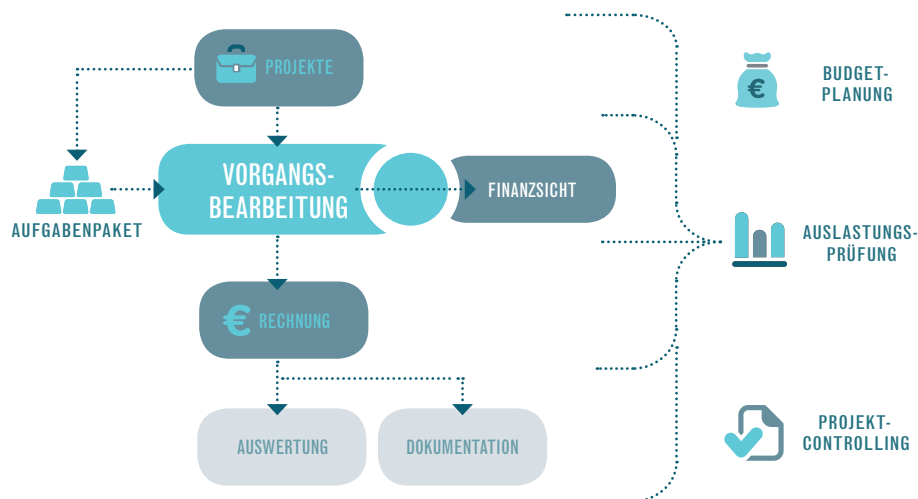 PROJEKTE
VORGANGS-
BEARBEITUNG
FINANZSICHT
AUFGABENPAKET
€ RECHNUNG
AUSWERTUNG
DOKUMENTATION
€
BUDGET-
PLANUNG
AUSLASTUNGS-
PRÜFUNG
PROJEKT-
CONTROLLING